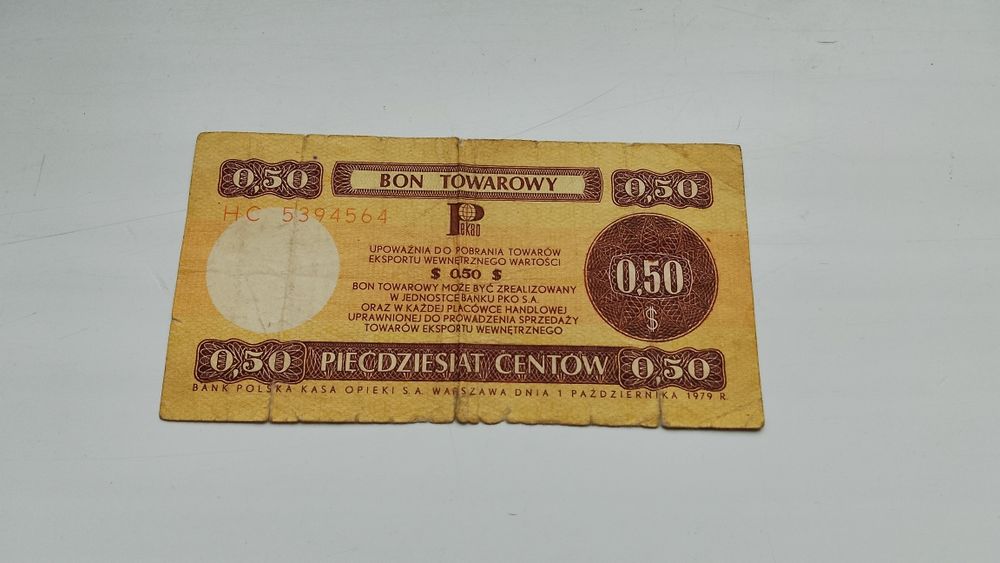 0,50 BON TOWAROWY 0,50
HC 5394564
PEKAO
UPOWAŻNIA DO POBRANIA TOWARÓW
EKSPORTU WEWNĘTRZNEGO WARTOŚCI
$ 0,50 $
BON TOWAROWY MOŻE BYĆ ZREALIZOWANY
W JEDNOSTCE BANKU PKO S.A.
ORAZ W KAŻDEJ PLACÓWCE HANDLOWEJ
UPRAWNIONEJ DO PROWADZENIA SPRZEDAŻY
TOWARÓW EKSPORTU WEWNĘTRZNEGO
0,50
$
0,50 PIĘĆDZIESIĄT CENTÓW 0,50
BANK POLSKA KASA OPIEKI S.A. WARSZAWA DNIA 1 PAŹDZIERNIKA 1979 R.